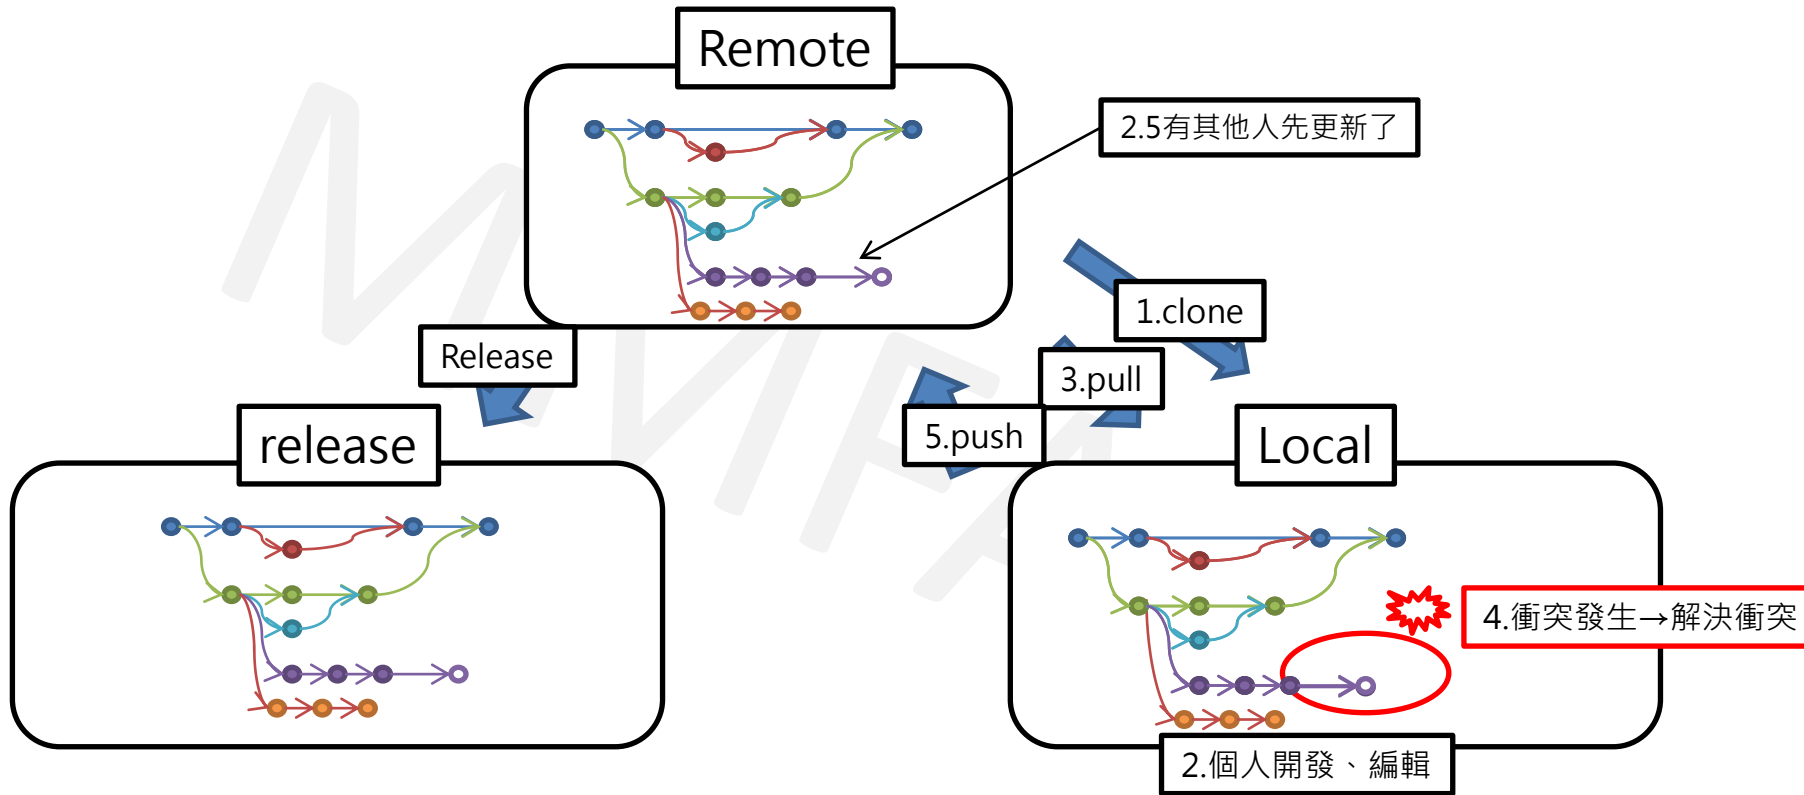 Remote
2.5有其他人先更新了
1.clone
Release
3.pull
5.push
release
Local
4.衝突發生→解決衝突
2.個人開發、編輯
MMFA